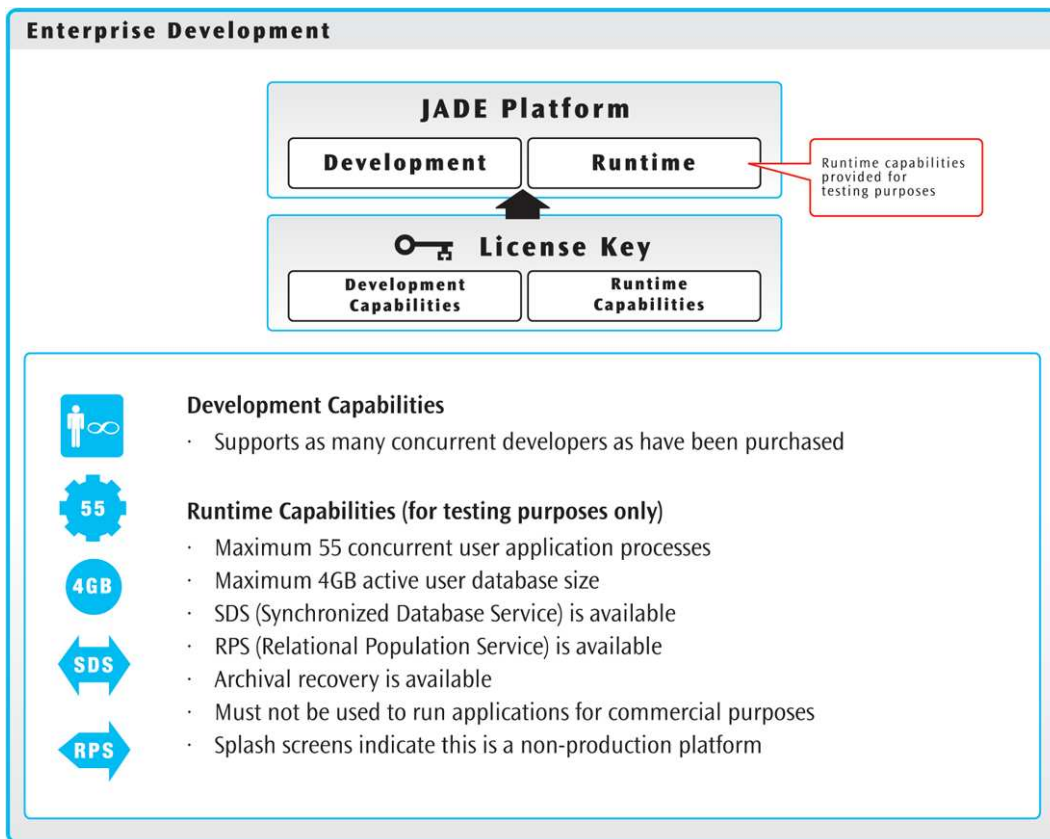 Enterprise Development
JADE Platform
Development
Runtime
Runtime capabilities
provided for
testing purposes
License Key
Development
Capabilities
Runtime
Capabilities
Development Capabilities
· Supports as many concurrent developers as have been purchased
55
Runtime Capabilities (for testing purposes only)
· Maximum 55 concurrent user application processes
4GB
· Maximum 4GB active user database size
· SDS (Synchronized Database Service) is available
SDS
· RPS (Relational Population Service) is available
· Archival recovery is available
· Must not be used to run applications for commercial purposes
RPS
· Splash screens indicate this is a non-production platform